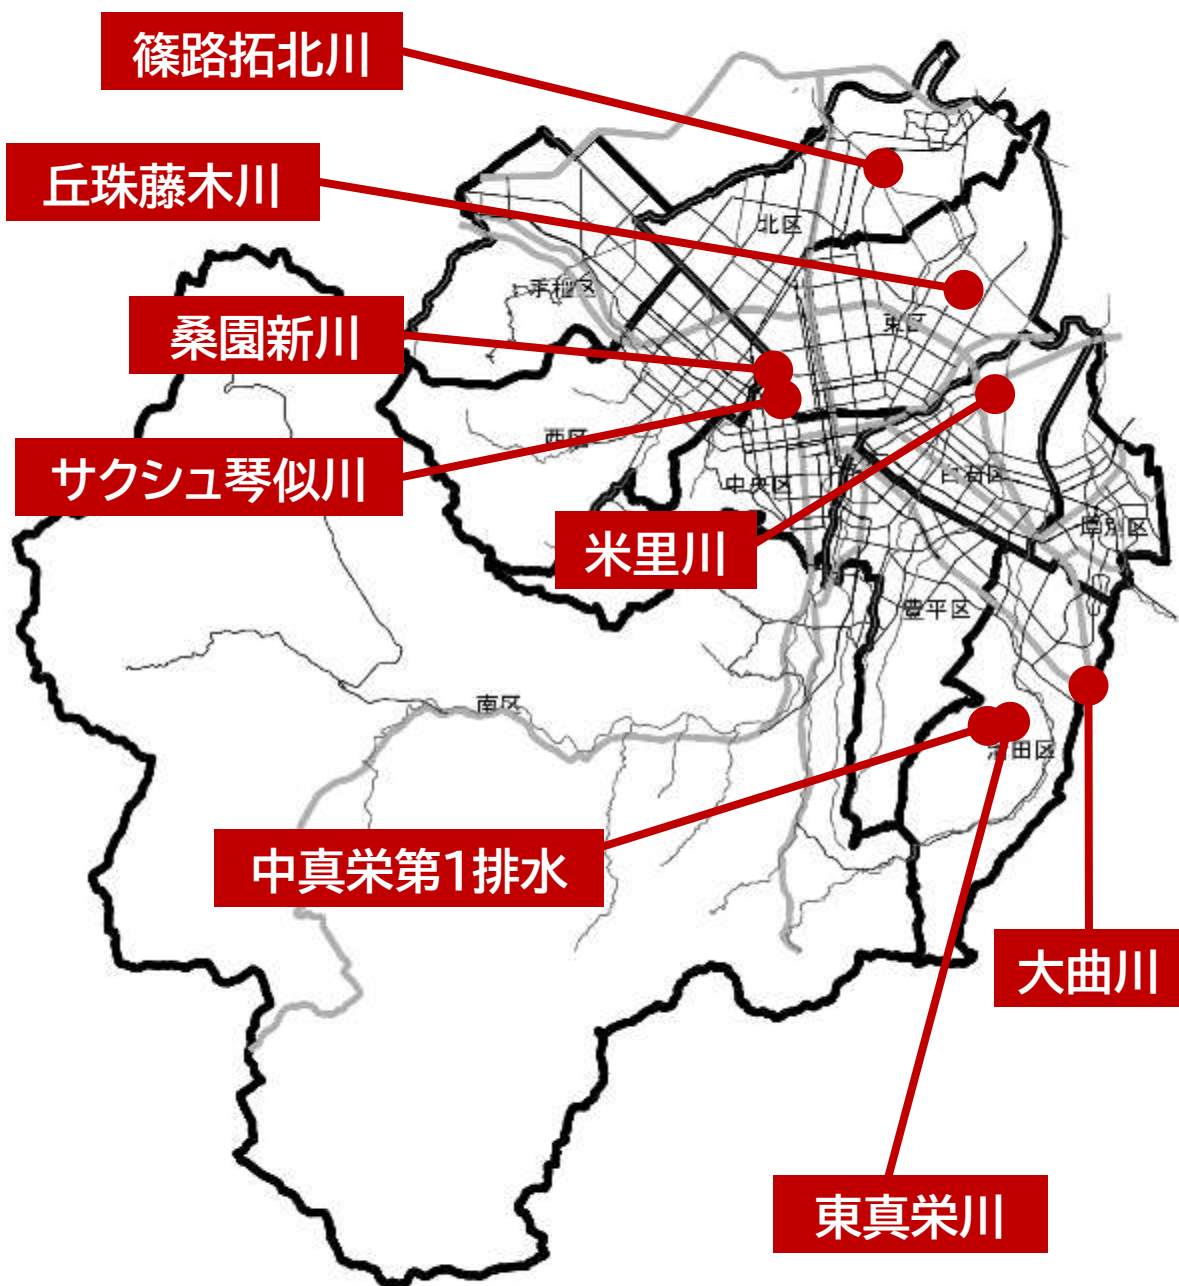 篠路拓北川
丘珠藤木川
北区
手稲区
桑園新川
東区
西区
サクシュ琴似川
中央区
白石区
米里川
厚別区
豊平区
南区
清田区
中真栄第1排水
大曲川
東真栄川